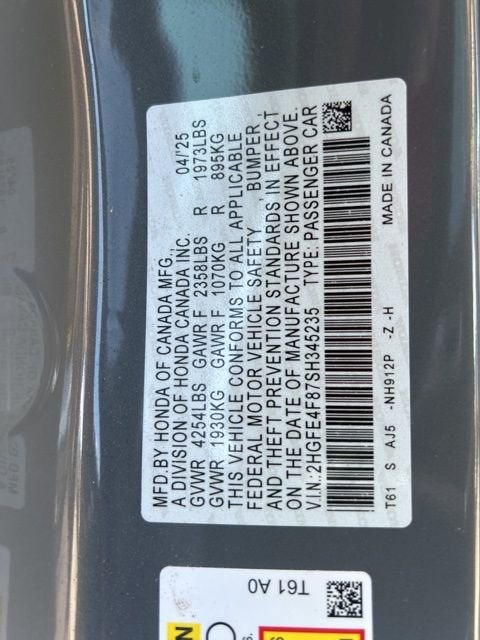 MFD BY HONDA OF CANADA MFG.,
A DIVISION OF HONDA CANADA INC. 04/'25
GVWR 4254LBS GAWR F 2358LBS R 1973LBS
GVWR 1930KG GAWR F 1070KG R 895KG
THIS VEHICLE CONFORMS TO ALL APPLICABLE
FEDERAL MOTOR VEHICLE SAFETY , BUMPER ,
AND THEFT PREVENTION STANDARDS IN EFFECT
ON THE DATE OF MANUFACTURE SHOWN ABOVE.
V.I.N.:2HGFE4F87SH345235 TYPE: PASSENGER CAR
T61 S AJ5 -NH912P -Z -H MADE IN CANADA
T61 A0